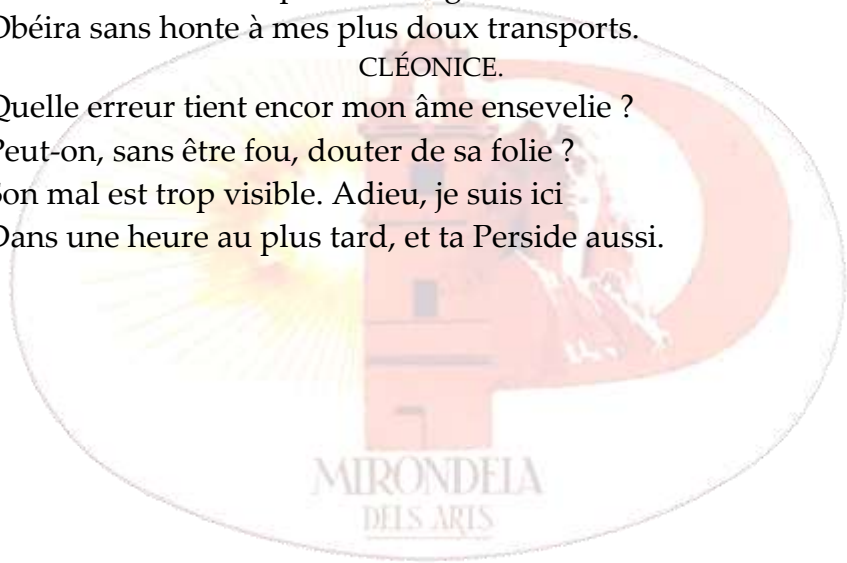 Obéira sans honte à mes plus doux transports.
CLÉONICE.
Quelle erreur tient encor mon âme ensevelie ?
Peut-on, sans être fou, douter de sa folie ?
Son mal est trop visible. Adieu, je suis ici
Dans une heure au plus tard, et ta Perside aussi.
MIRONDELA
DELS ARTS